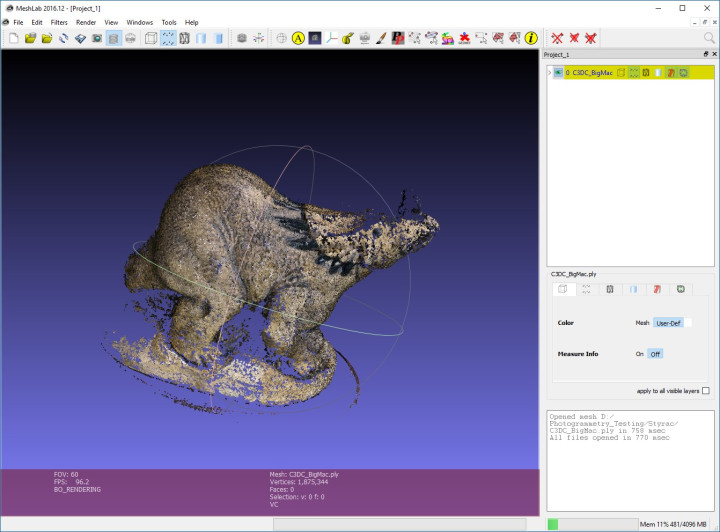 MeshLab 2016.12 - [Project_1]
File Edit Filters Render View Windows Tools Help
Project_1
0 C3DC_BigMac
C3DC_BigMac.ply
Color Mesh User-Def
Measure Info On Off
apply to all visible layers
Opened mesh D:/
Photogrammetry_Testing/Styrac/
C3DC_BigMac.ply in 758 msec
All files opened in 770 msec
FOV: 60
FPS: 96.2
BO_RENDERING
Mesh: C3DC_BigMac.ply
Vertices: 1,875,344
Faces: 0
Selection: v: 0 f: 0
VC
Mem 11% 481/4096 MB